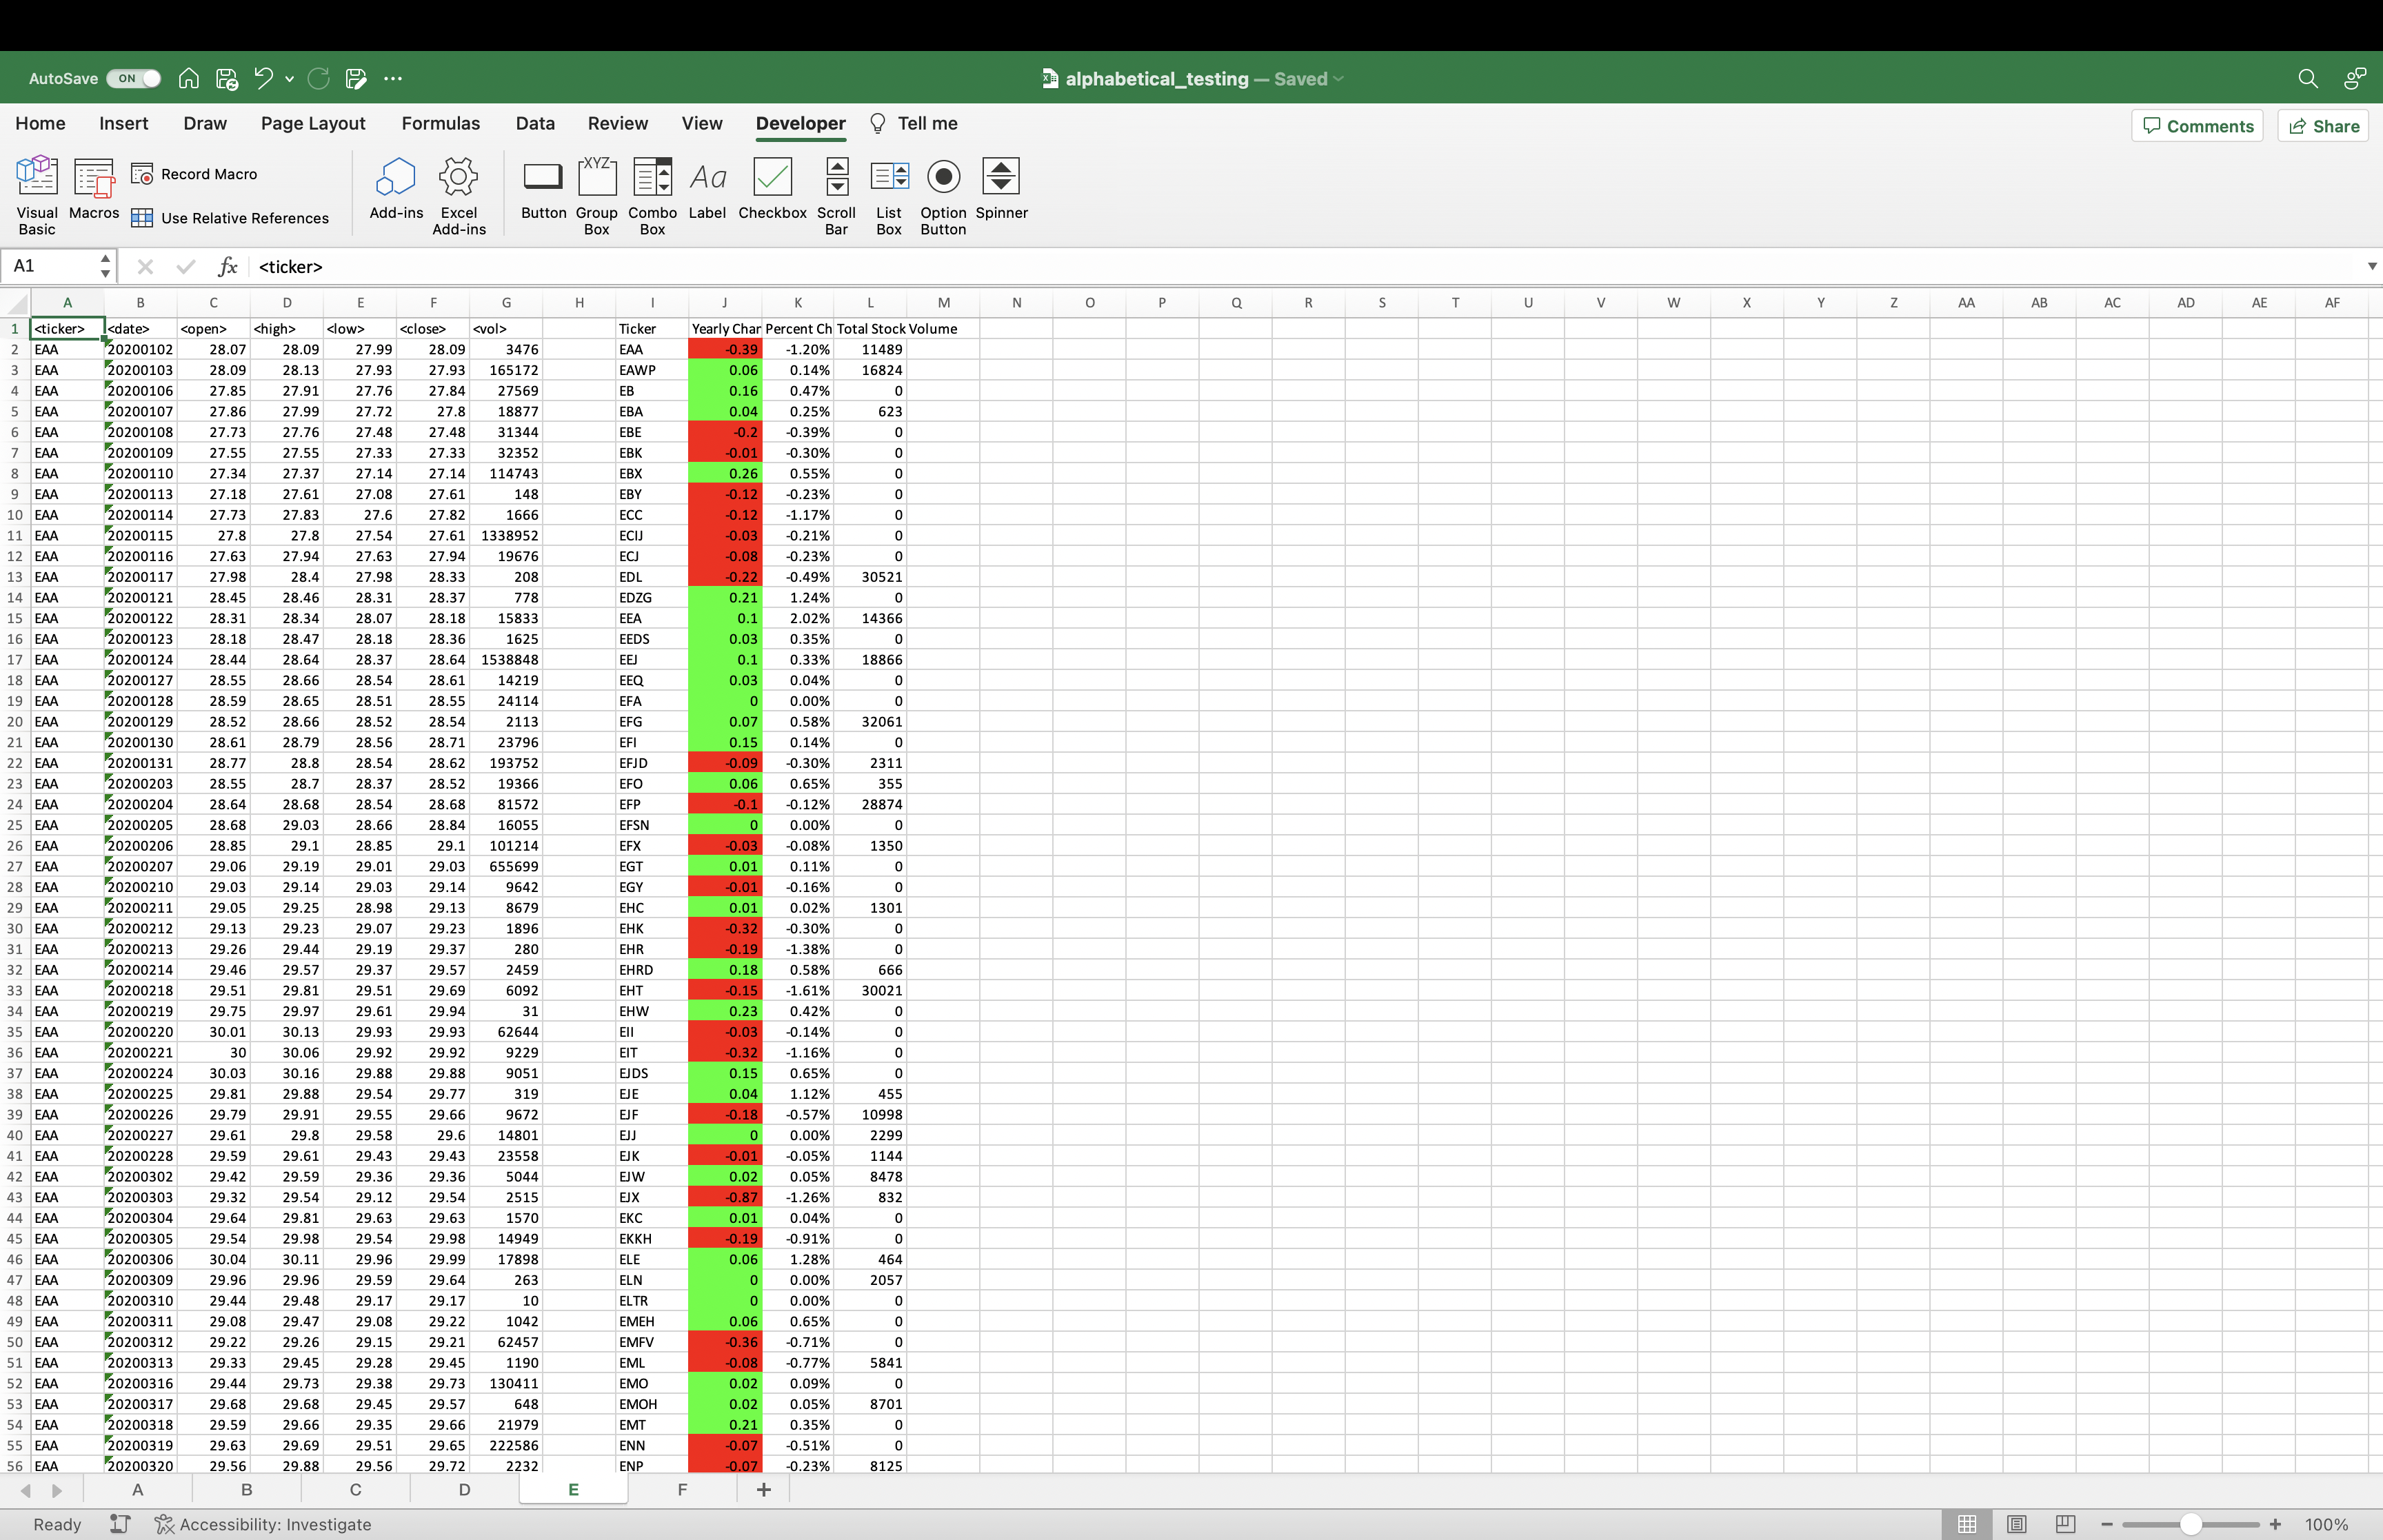 AutoSave ON alphabetical_testing — Saved
Home Insert Draw Page Layout Formulas Data Review View Developer Tell me Comments Share
Visual Basic Macros Record Macro Use Relative References Add-ins Excel Add-ins Button XYZ Group Box Combo Box Aa Label Checkbox Scroll Bar List Box Option Button Spinner
A1 fx <ticker>
A B C D E F G H I J K L M N O P Q R S T U V W X Y Z AA AB AC AD AE AF
1 <ticker> <date> <open> <high> <low> <close> <vol> Ticker Yearly Char Percent Ch Total Stock Volume
2 EAA 20200102 28.07 28.09 27.99 28.09 3476 EAA -0.39 -1.20% 11489
3 EAA 20200103 28.09 28.13 27.93 27.93 165172 EAWP 0.06 0.14% 16824
4 EAA 20200106 27.85 27.91 27.76 27.84 27569 EB 0.16 0.47% 0
5 EAA 20200107 27.86 27.99 27.72 27.8 18877 EBA 0.04 0.25% 623
6 EAA 20200108 27.73 27.76 27.48 27.48 31344 EBE -0.2 -0.39% 0
7 EAA 20200109 27.55 27.55 27.33 27.33 32352 EBK -0.01 -0.30% 0
8 EAA 20200110 27.34 27.37 27.14 27.14 114743 EBX 0.26 0.55% 0
9 EAA 20200113 27.18 27.61 27.08 27.61 148 EBY -0.12 -0.23% 0
10 EAA 20200114 27.73 27.83 27.6 27.82 1666 ECC -0.12 -1.17% 0
11 EAA 20200115 27.8 27.8 27.54 27.61 1338952 ECIJ -0.03 -0.21% 0
12 EAA 20200116 27.63 27.94 27.63 27.94 19676 ECJ -0.08 -0.23% 0
13 EAA 20200117 27.98 28.4 27.98 28.33 208 EDL -0.22 -0.49% 30521
14 EAA 20200121 28.45 28.46 28.31 28.37 778 EDZG 0.21 1.24% 0
15 EAA 20200122 28.31 28.34 28.07 28.18 15833 EEA 0.1 2.02% 14366
16 EAA 20200123 28.18 28.47 28.18 28.36 1625 EEDS 0.03 0.35% 0
17 EAA 20200124 28.44 28.64 28.37 28.64 1538848 EEJ 0.1 0.33% 18866
18 EAA 20200127 28.55 28.66 28.54 28.61 14219 EEQ 0.03 0.04% 0
19 EAA 20200128 28.59 28.65 28.51 28.55 24114 EFA 0 0.00% 0
20 EAA 20200129 28.52 28.66 28.52 28.54 2113 EFG 0.07 0.58% 32061
21 EAA 20200130 28.61 28.79 28.56 28.71 23796 EFI 0.15 0.14% 0
22 EAA 20200131 28.77 28.8 28.54 28.62 193752 EFJD -0.09 -0.30% 2311
23 EAA 20200203 28.55 28.7 28.37 28.52 19366 EFO 0.06 0.65% 355
24 EAA 20200204 28.64 28.68 28.54 28.68 81572 EFP -0.1 -0.12% 28874
25 EAA 20200205 28.68 29.03 28.66 28.84 16055 EFSN 0 0.00% 0
26 EAA 20200206 28.85 29.1 28.85 29.1 101214 EFX -0.03 -0.08% 1350
27 EAA 20200207 29.06 29.19 29.01 29.03 655699 EGT 0.01 0.11% 0
28 EAA 20200210 29.03 29.14 29.03 29.14 9642 EGY -0.01 -0.16% 0
29 EAA 20200211 29.05 29.25 28.98 29.13 8679 EHC 0.01 0.02% 1301
30 EAA 20200212 29.13 29.23 29.07 29.23 1896 EHK -0.32 -0.30% 0
31 EAA 20200213 29.26 29.44 29.19 29.37 280 EHR -0.19 -1.38% 0
32 EAA 20200214 29.46 29.57 29.37 29.57 2459 EHRD 0.18 0.58% 666
33 EAA 20200218 29.51 29.81 29.51 29.69 6092 EHT -0.15 -1.61% 30021
34 EAA 20200219 29.75 29.97 29.61 29.94 31 EHW 0.23 0.42% 0
35 EAA 20200220 30.01 30.13 29.93 29.93 62644 EII -0.03 -0.14% 0
36 EAA 20200221 30 30.06 29.92 29.92 9229 EIT -0.32 -1.16% 0
37 EAA 20200224 30.03 30.16 29.88 29.88 9051 EJDS 0.15 0.65% 0
38 EAA 20200225 29.81 29.88 29.54 29.77 319 EJE 0.04 1.12% 455
39 EAA 20200226 29.79 29.91 29.55 29.66 9672 EJF -0.18 -0.57% 10998
40 EAA 20200227 29.61 29.8 29.58 29.6 14801 EJJ 0 0.00% 2299
41 EAA 20200228 29.59 29.61 29.43 29.43 23558 EJK -0.01 -0.05% 1144
42 EAA 20200302 29.42 29.59 29.36 29.36 5044 EJW 0.02 0.05% 8478
43 EAA 20200303 29.32 29.54 29.12 29.54 2515 EJX -0.87 -1.26% 832
44 EAA 20200304 29.64 29.81 29.63 29.63 1570 EKC 0.01 0.04% 0
45 EAA 20200305 29.54 29.98 29.54 29.98 14949 EKKH -0.19 -0.91% 0
46 EAA 20200306 30.04 30.11 29.96 29.99 17898 ELE 0.06 1.28% 464
47 EAA 20200309 29.96 29.96 29.59 29.64 263 ELN 0 0.00% 2057
48 EAA 20200310 29.44 29.48 29.17 29.17 10 ELTR 0 0.00% 0
49 EAA 20200311 29.08 29.47 29.08 29.22 1042 EMEH 0.06 0.65% 0
50 EAA 20200312 29.22 29.26 29.15 29.21 62457 EMFV -0.36 -0.71% 0
51 EAA 20200313 29.33 29.45 29.28 29.45 1190 EML -0.08 -0.77% 5841
52 EAA 20200316 29.44 29.73 29.38 29.73 130411 EMO 0.02 0.09% 0
53 EAA 20200317 29.68 29.68 29.45 29.57 648 EMOH 0.02 0.05% 8701
54 EAA 20200318 29.59 29.66 29.35 29.66 21979 EMT 0.21 0.35% 0
55 EAA 20200319 29.63 29.69 29.51 29.65 222586 ENN -0.07 -0.51% 0
56 EAA 20200320 29.56 29.88 29.56 29.72 2232 ENP -0.07 -0.23% 8125
A B C D E F +
Ready Accessibility: Investigate 100%